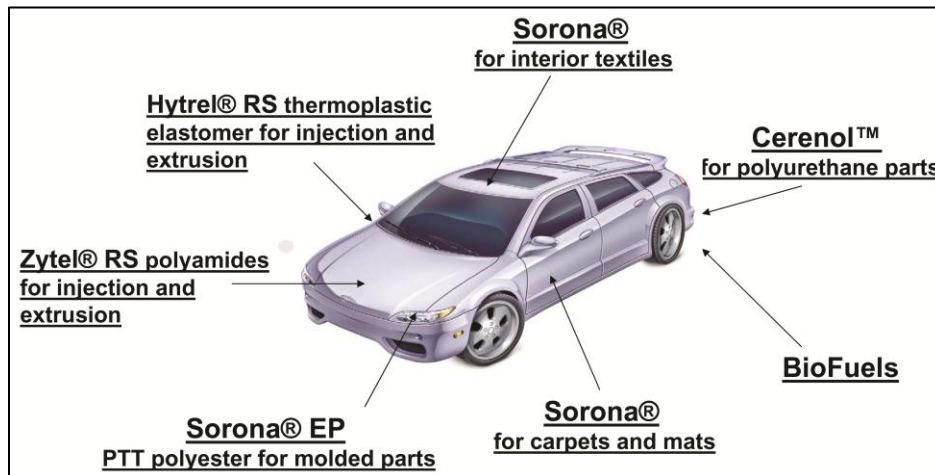 Sorona®
for interior textiles
Hytrel® RS thermoplastic
elastomer for injection and
extrusion
Cerenol™
for polyurethane parts
Zytel® RS polyamides
for injection and
extrusion
BioFuels
Sorona® EP
PTT polyester for molded parts
Sorona®
for carpets and mats